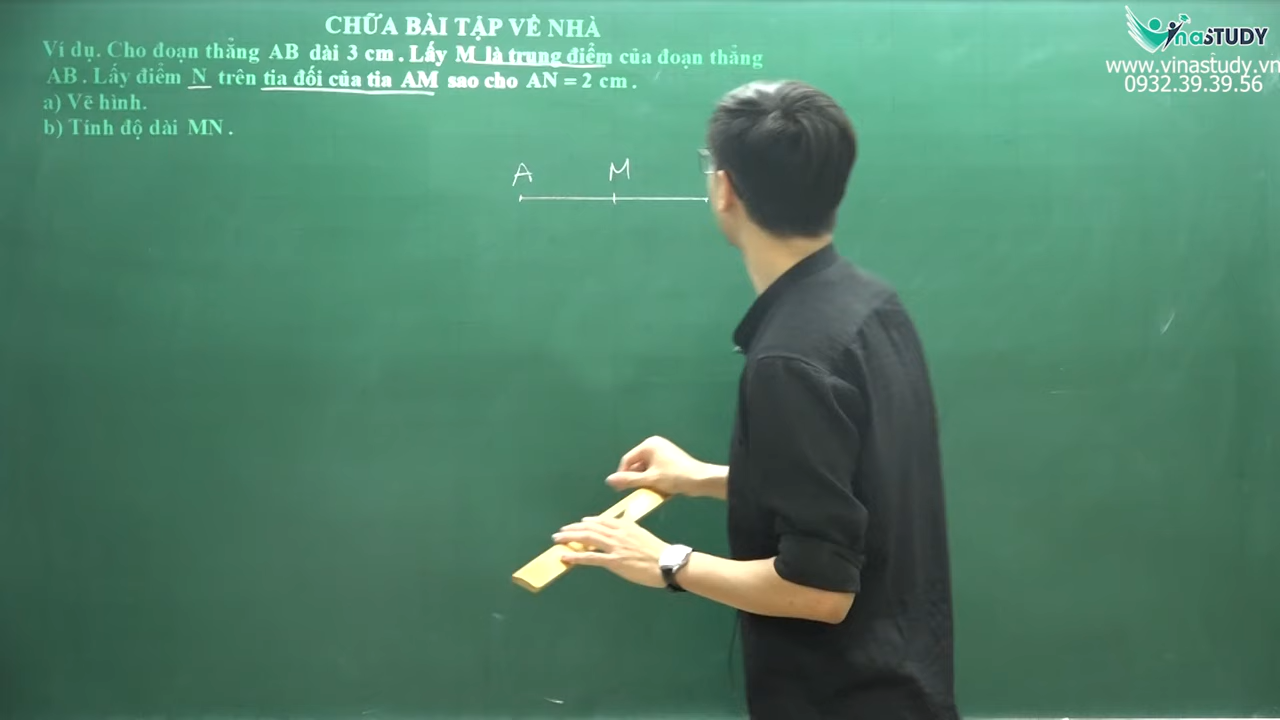 CHỮA BÀI TẬP VỀ NHÀ
Ví dụ. Cho đoạn thẳng AB dài 3 cm. Lấy M là trung điểm của đoạn thẳng
AB. Lấy điểm N trên tia đối của tia AM sao cho AN = 2 cm.
a) Vẽ hình.
b) Tính độ dài MN.
A M
VinaSTUDY
www.vinastudy.vn
0932.39.39.56